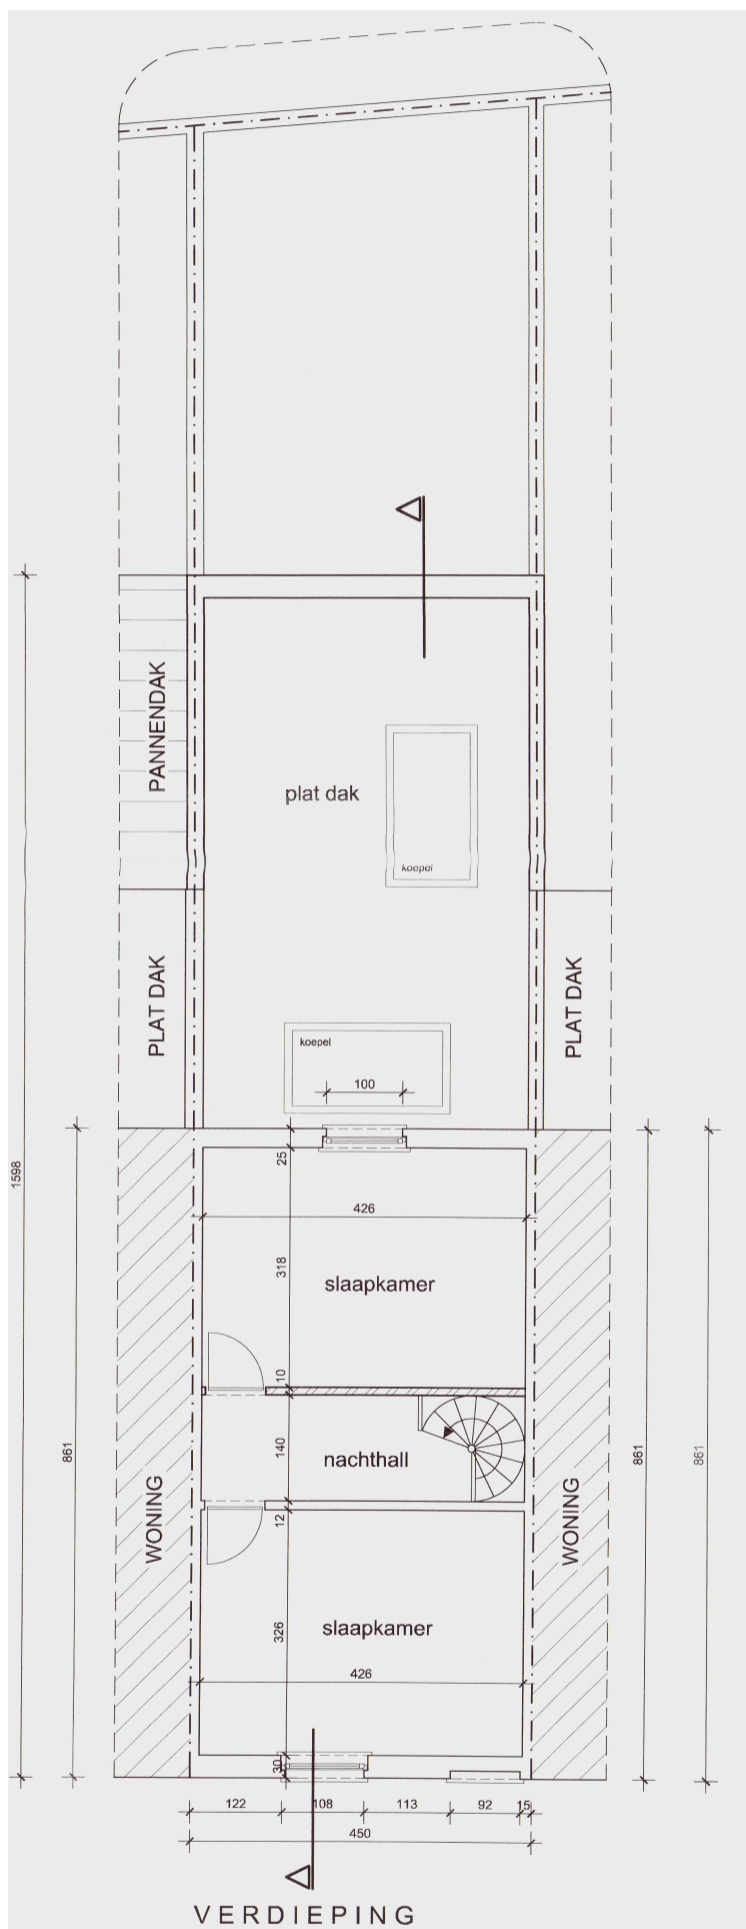 PANNENDAK
plat dak
koepel
PLAT DAK
PLAT DAK
koepel
100
1598
25
426
318
slaapkamer
10
861
140
nachthall
861
861
WONING
12
WONING
326
slaapkamer
426
30
122 108 113 92 15
450
VERDIEPING